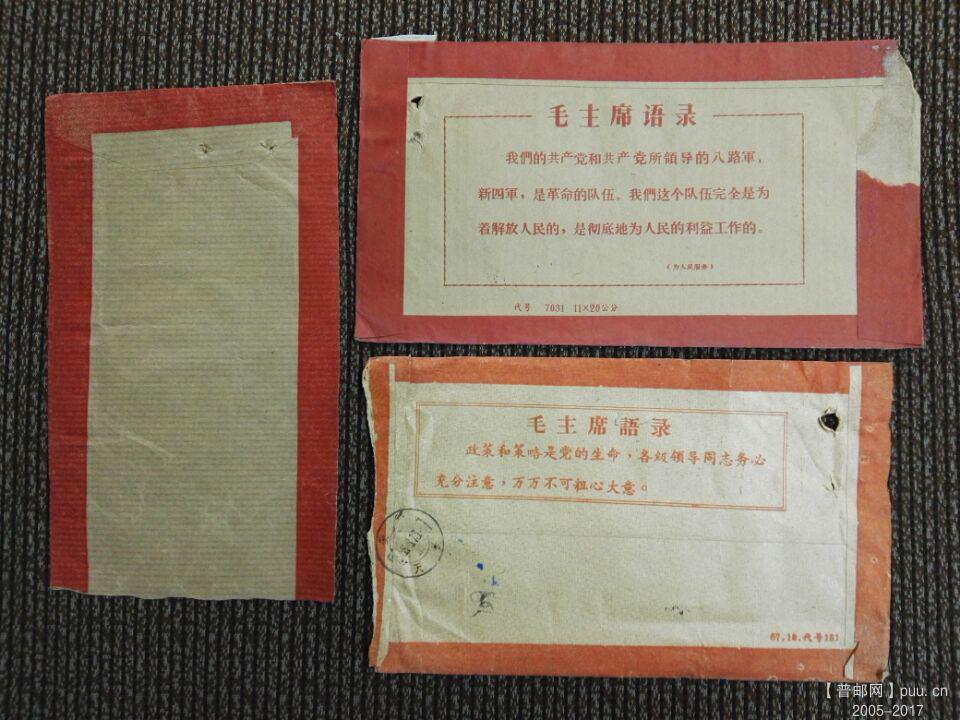 毛主席语录
我們的共产党和共产党所領导的八路軍、
新四軍，是革命的队伍。我們这个队伍完全是为
着解放人民的，是彻底地为人民的利益工作的。
（为人民服务）
代号 7031 11×20公分
毛主席語录
政策和策略是党的生命，各级领导同志务必
充分注意，万万不可粗心大意。
67.10.代号181
【普邮网】puu.cn
2005-2017